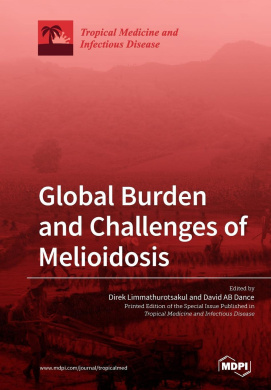 Tropical Medicine and
Infectious Disease
Global Burden
and Challenges of
Melioidosis
Edited by
Direk Limmathurotsakul and David AB Dance
Printed Edition of the Special Issue Published in
Tropical Medicine and Infectious Disease
www.mdpi.com/journal/tropicalmed
MDPI